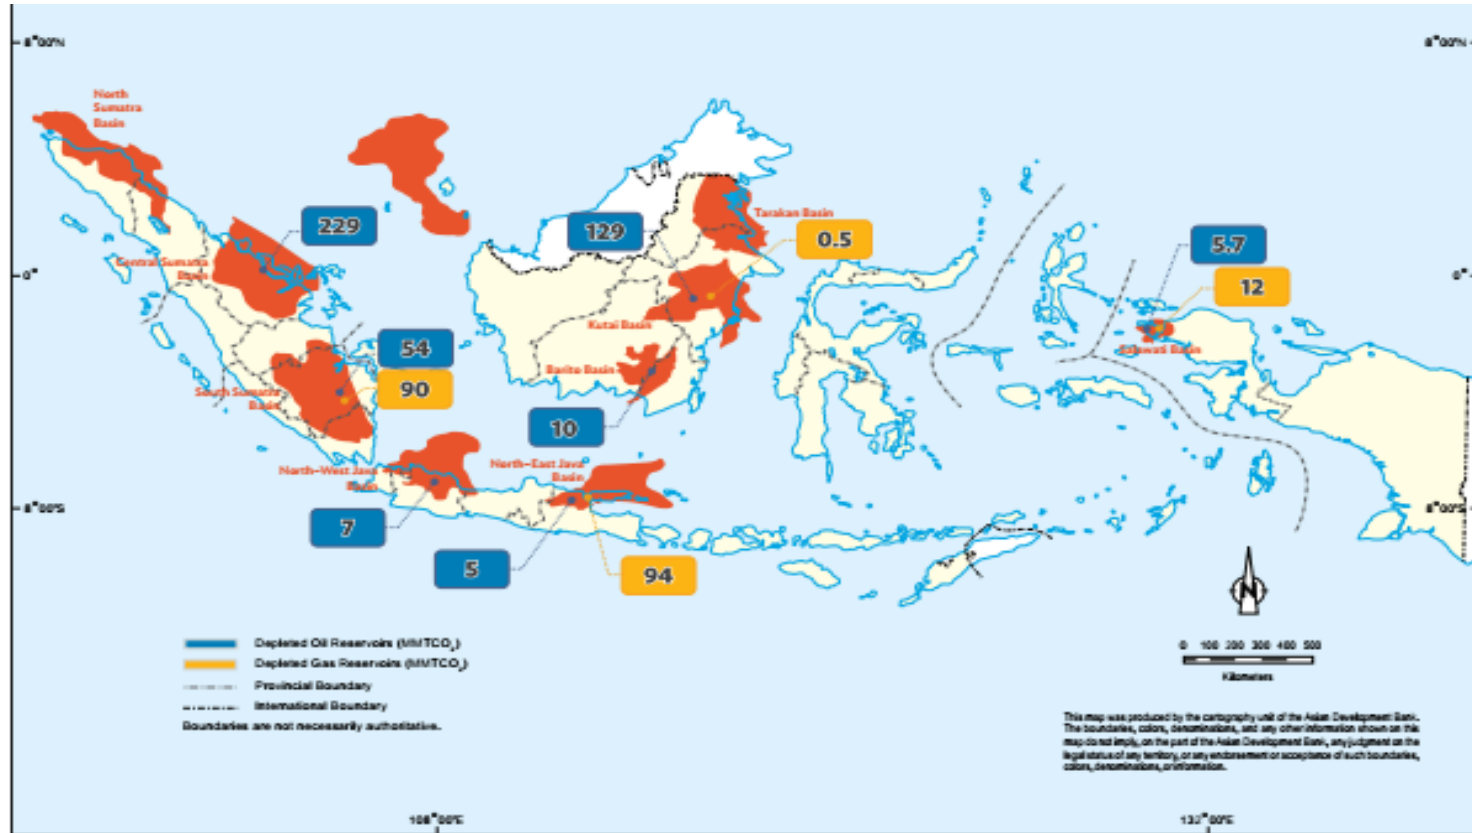 8°00'N
8°00'N
North
Sumatra
Basin
229
129
Tarakan Basin
0.5
5.7
Central Sumatra
Basin
0°
0°
12
Kutai Basin
54
Salawati Basin
Barito Basin
90
South Sumatra
Basin
10
North-West Java
Basin
North-East Java
Basin
8°00'S
8°00'S
7
5
94
N
Depleted Oil Reservoirs (MMTCO₂)
Depleted Gas Reservoirs (MMTCO₂)
Provincial Boundary
International Boundary
Boundaries are not necessarily authoritative.
0 100 200 300 400 500
Kilometers
This map was produced by the cartography unit of the Asian Development Bank.
The boundaries, colors, denominations, and any other information shown on this
map do not imply, on the part of the Asian Development Bank, any judgment on the
legal status of any territory, or any endorsement or acceptance of such boundaries,
colors, denominations, or information.
108°00'E
132°00'E